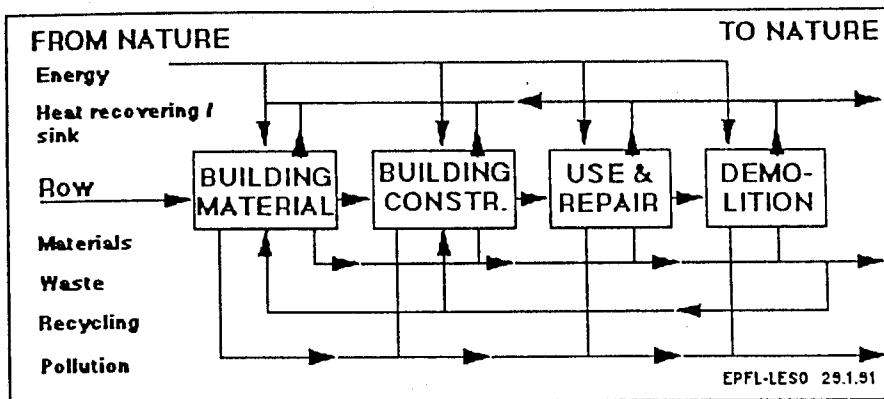 FROM NATURE
TO NATURE
Energy
Heat recovering /
sink
Row
BUILDING
MATERIAL
BUILDING
CONSTR.
USE &
REPAIR
DEMO-
LITION
Materials
Waste
Recycling
Pollution
EPFL-LESO 29.1.91